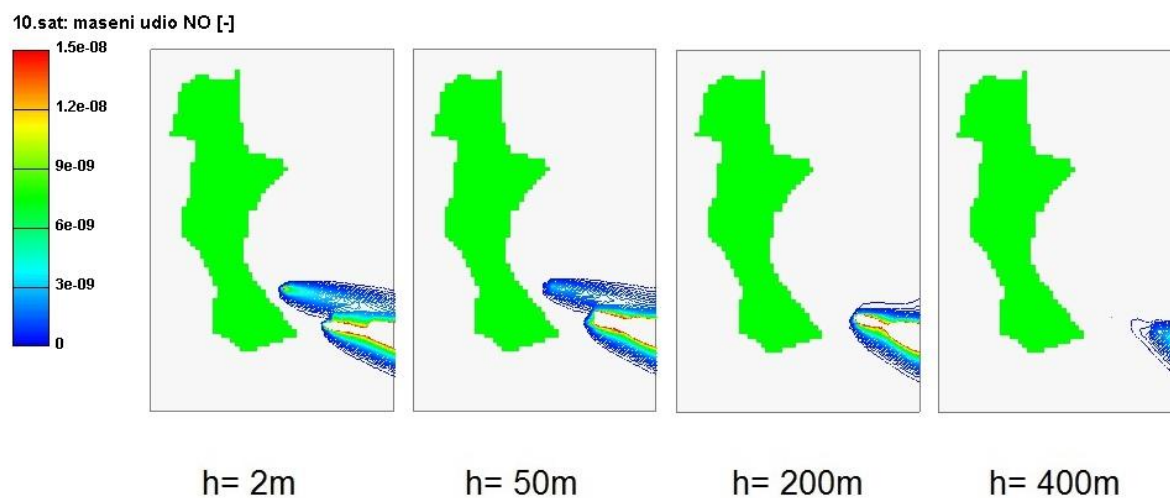 10.sat: maseni udio NO [-]
1.5e-08
1.2e-08
9e-09
6e-09
3e-09
0
h= 2m
h= 50m
h= 200m
h= 400m